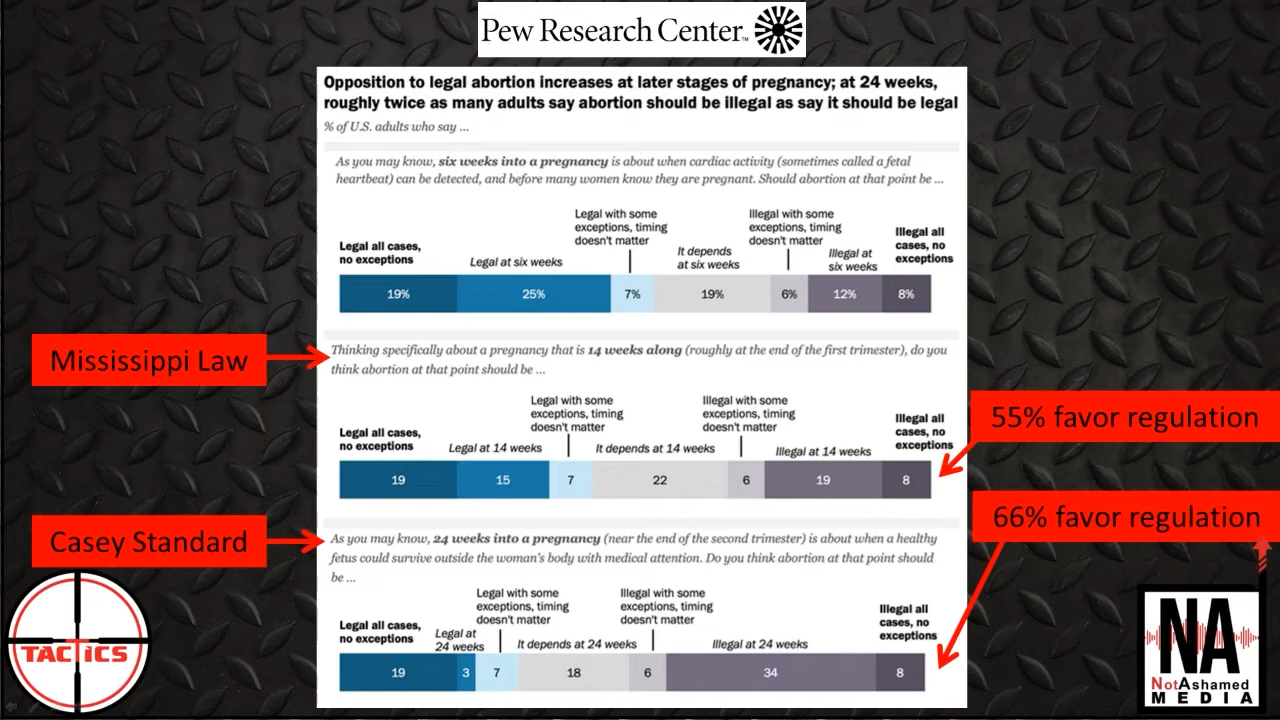 Pew Research Center™
Opposition to legal abortion increases at later stages of pregnancy; at 24 weeks,
roughly twice as many adults say abortion should be illegal as say it should be legal
% of U.S. adults who say ...
As you may know, six weeks into a pregnancy is about when cardiac activity (sometimes called a fetal
heartbeat) can be detected, and before many women know they are pregnant. Should abortion at that point be ...
Legal all cases,
no exceptions
Legal at six weeks
Legal with some
exceptions, timing
doesn't matter
It depends
at six weeks
Illegal with some
exceptions, timing
doesn't matter
Illegal at
six weeks
Illegal all
cases, no
exceptions
19% 25% 7% 19% 6% 12% 8%
Mississippi Law
Thinking specifically about a pregnancy that is 14 weeks along (roughly at the end of the first trimester), do you
think abortion at that point should be ...
Legal all cases,
no exceptions
Legal at 14 weeks
Legal with some
exceptions, timing
doesn't matter
It depends at 14 weeks
Illegal with some
exceptions, timing
doesn't matter
Illegal at 14 weeks
Illegal all
cases, no
exceptions
55% favor regulation
19 15 7 22 6 19 8
66% favor regulation
Casey Standard
As you may know, 24 weeks into a pregnancy (near the end of the second trimester) is about when a healthy
fetus could survive outside the woman's body with medical attention. Do you think abortion at that point should
be ...
Legal all cases,
no exceptions
Legal at
24 weeks
Legal with some
exceptions, timing
doesn't matter
It depends at 24 weeks
Illegal with some
exceptions, timing
doesn't matter
Illegal at 24 weeks
Illegal all
cases, no
exceptions
19 3 7 18 6 34 8
TACTICS
NA
NotAshamed
MEDIA